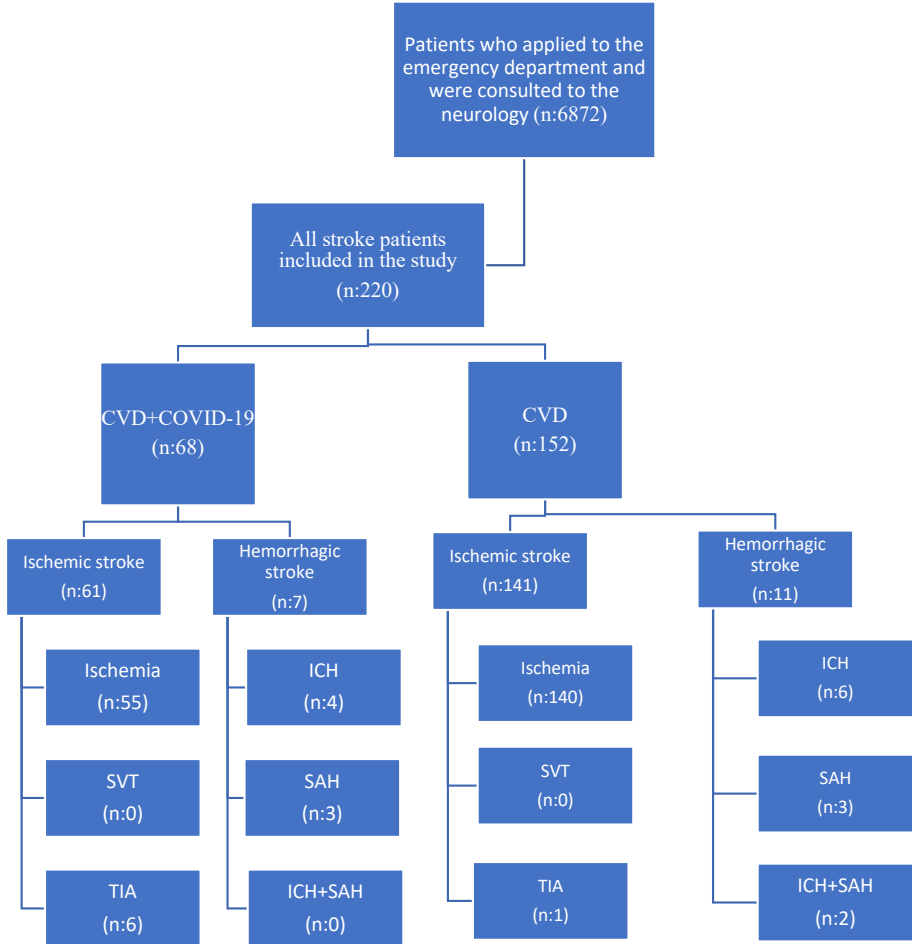 Patients who applied to the
emergency department and
were consulted to the
neurology (n:6872)
All stroke patients
included in the study
(n:220)
CVD+COVID-19
(n:68)
CVD
(n:152)
Ischemic stroke
(n:61)
Hemorrhagic
stroke
(n:7)
Ischemic stroke
(n:141)
Hemorrhagic
stroke
(n:11)
Ischemia
(n:55)
SVT
(n:0)
TIA
(n:6)
ICH
(n:4)
SAH
(n:3)
ICH+SAH
(n:0)
Ischemia
(n:140)
SVT
(n:0)
TIA
(n:1)
ICH
(n:6)
SAH
(n:3)
ICH+SAH
(n:2)